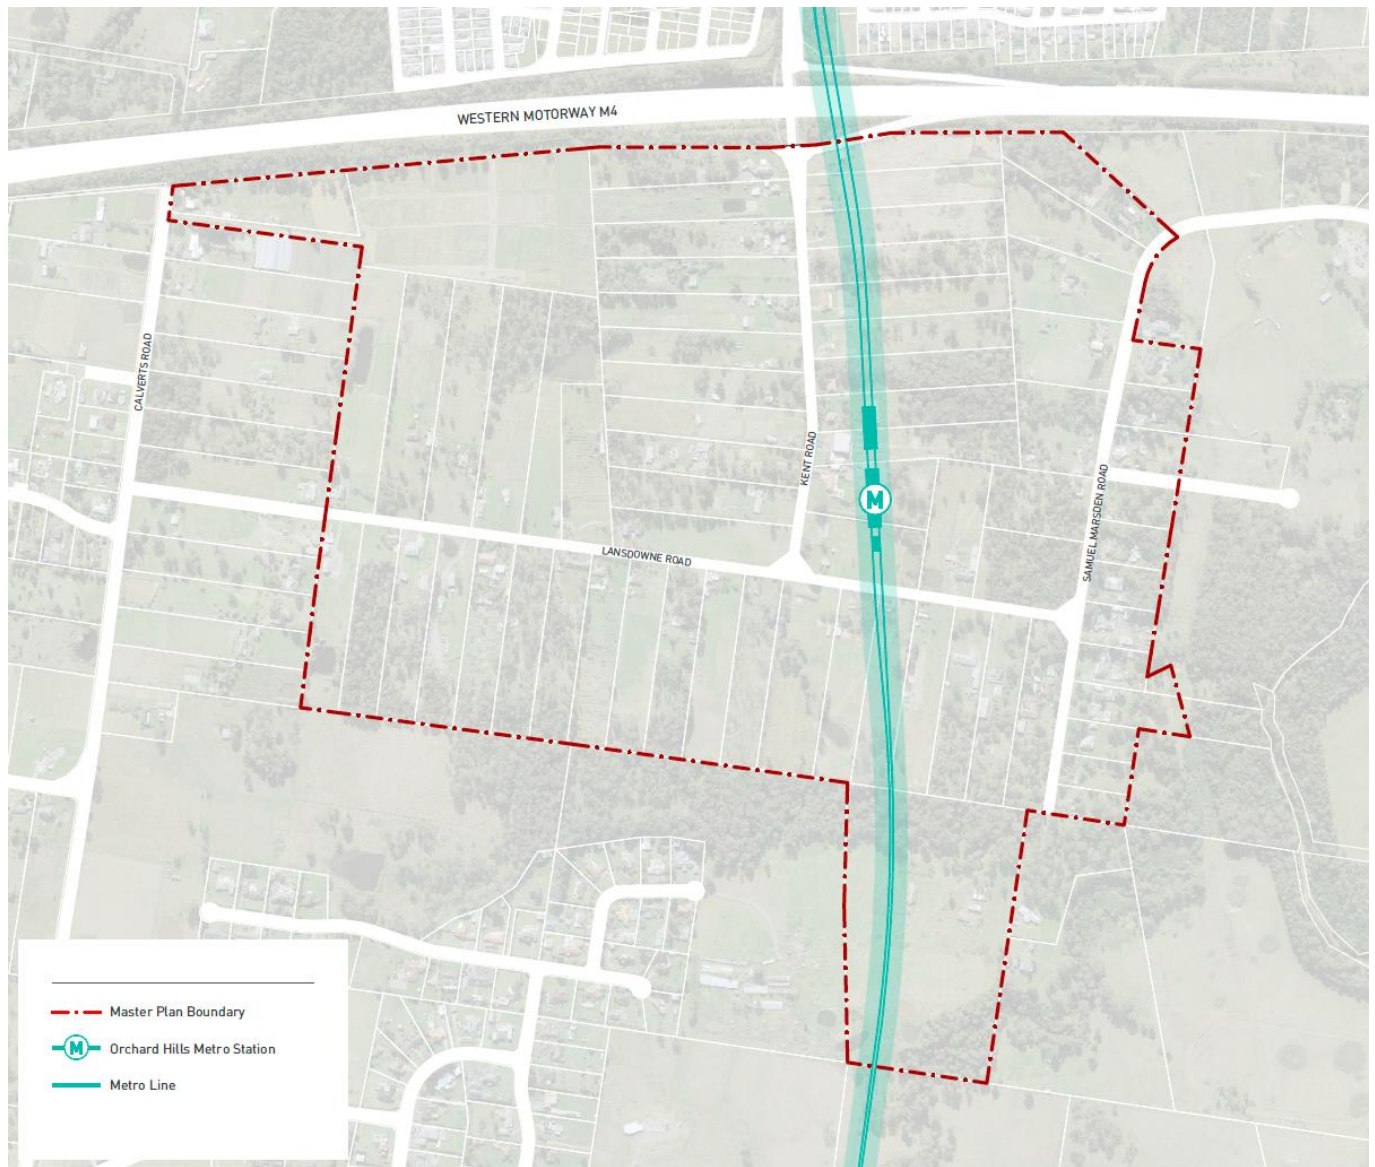 WESTERN MOTORWAY M4
CALVERTS ROAD
KENT ROAD
M
SAMUEL MARSDEN ROAD
LANSDOWNE ROAD
Master Plan Boundary
M Orchard Hills Metro Station
Metro Line